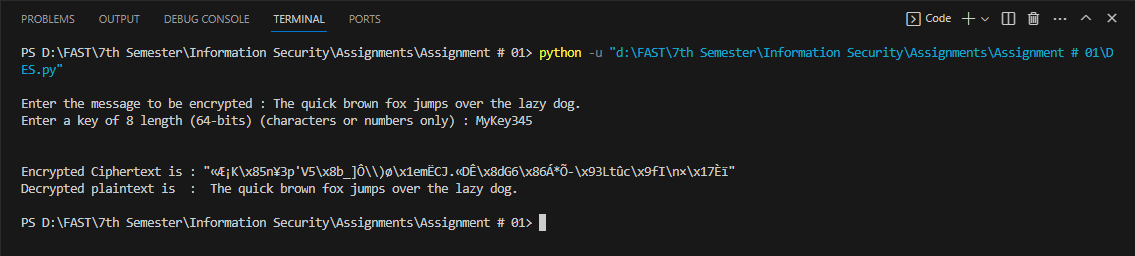 PROBLEMS OUTPUT DEBUG CONSOLE TERMINAL PORTS Code
PS D:\FAST\7th Semester\Information Security\Assignments\Assignment # 01> python -u "d:\FAST\7th Semester\Information Security\Assignments\Assignment # 01\D
ES.py"
Enter the message to be encrypted : The quick brown fox jumps over the lazy dog.
Enter a key of 8 length (64-bits) (characters or numbers only) : MyKey345
Encrypted Ciphertext is : "«Æ¡K\x85n¥3p'V5\x8b_]Ô\\)ø\x1emËCJ.«DÊ\x8dG6\x86Á*Õ-\x93Ltûc\x9fI\n×\x17Èï"
Decrypted plaintext is : The quick brown fox jumps over the lazy dog.
PS D:\FAST\7th Semester\Information Security\Assignments\Assignment # 01>